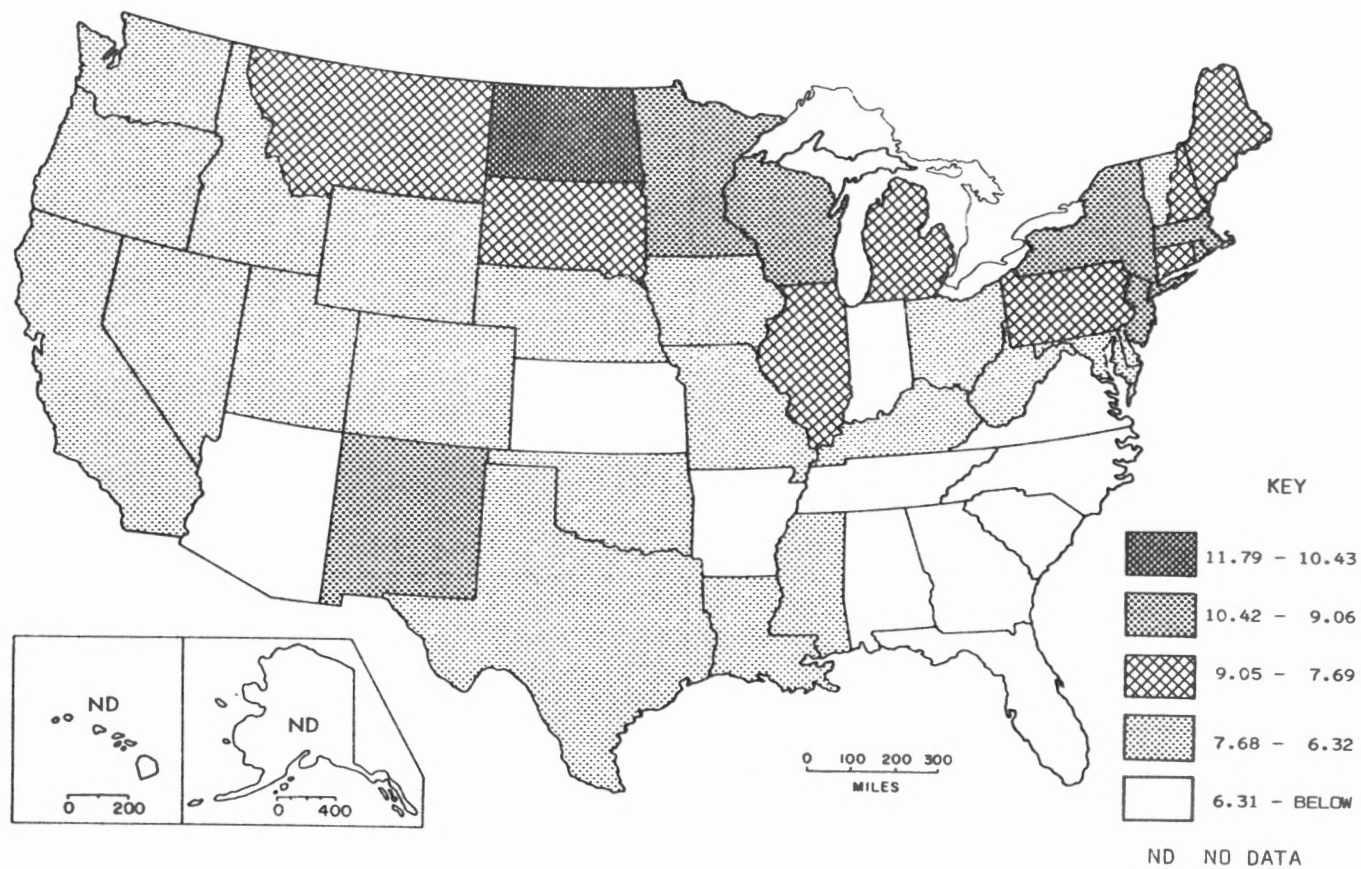 KEY
11.79 - 10.43
10.42 - 9.06
9.05 - 7.69
7.68 - 6.32
6.31 - BELOW
ND NO DATA
ND
0 200
ND
0 400
0 100 200 300
MILES